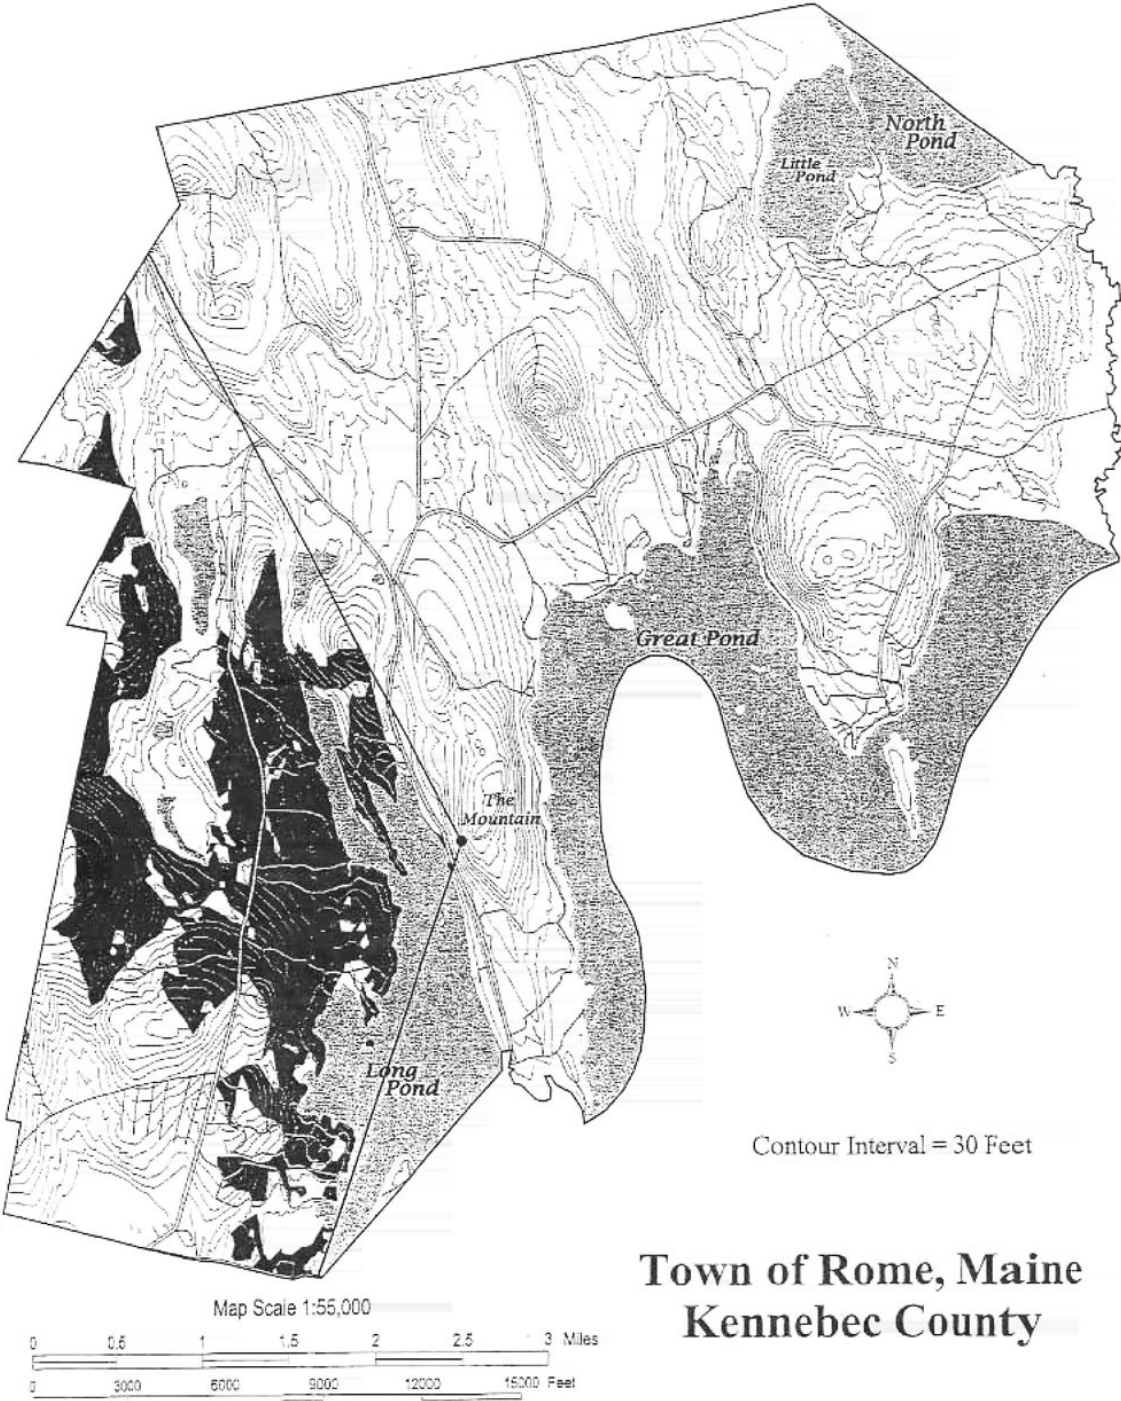 North
Pond
Little
Pond
Great Pond
The
Mountain
N
W E
S
Long
Pond
Contour Interval = 30 Feet
Town of Rome, Maine
Kennebec County
Map Scale 1:55,000
0 0.5 1 1.5 2 2.5 3 Miles
0 3000 6000 9000 12000 15000 Feet